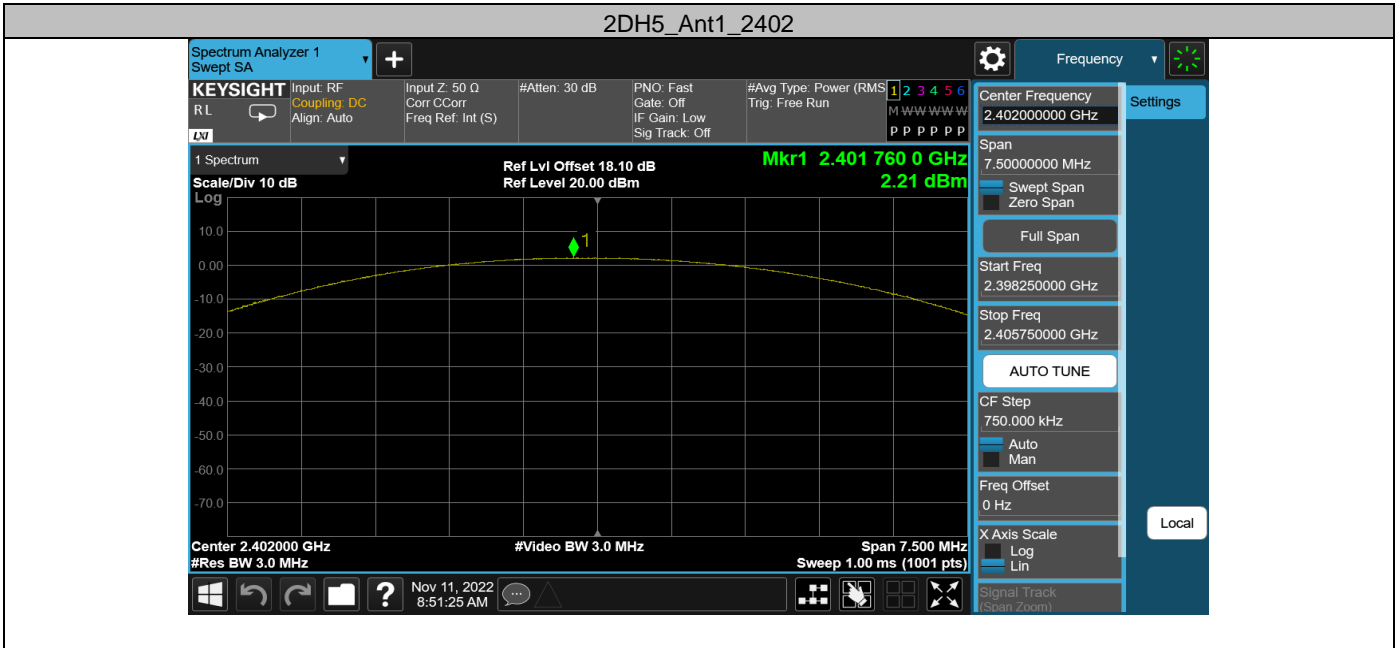 2DH5_Ant1_2402
Spectrum Analyzer 1
Swept SA
Frequency
KEYSIGHT
R L
LXI
Input: RF
Coupling: DC
Align: Auto
Input Z: 50 Ω
Corr CCorr
Freq Ref: Int (S)
#Atten: 30 dB
PNO: Fast
Gate: Off
IF Gain: Low
Sig Track: Off
#Avg Type: Power (RMS
Trig: Free Run
1 2 3 4 5 6
M W W W W W
P P P P P P
1 Spectrum
Scale/Div 10 dB
Log
Ref Lvl Offset 18.10 dB
Ref Level 20.00 dBm
Mkr1 2.401 760 0 GHz
2.21 dBm
1
10.0
0.00
-10.0
-20.0
-30.0
-40.0
-50.0
-60.0
-70.0
Center 2.402000 GHz
#Res BW 3.0 MHz
#Video BW 3.0 MHz
Span 7.500 MHz
Sweep 1.00 ms (1001 pts)
Center Frequency
2.402000000 GHz
Span
7.50000000 MHz
Swept Span
Zero Span
Full Span
Start Freq
2.398250000 GHz
Stop Freq
2.405750000 GHz
AUTO TUNE
CF Step
750.000 kHz
Auto
Man
Freq Offset
0 Hz
X Axis Scale
Log
Lin
Signal Track
(Span Zoom)
Settings
Local
?
Nov 11, 2022
8:51:25 AM